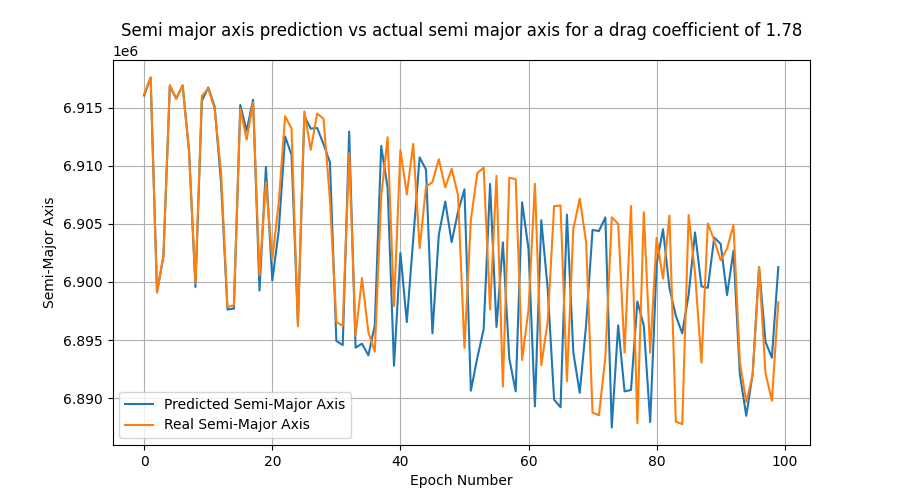 Semi major axis prediction vs actual semi major axis for a drag coefficient of 1.78
1e6
6.915
6.910
6.905
6.900
6.895
6.890
Semi-Major Axis
Predicted Semi-Major Axis
Real Semi-Major Axis
0 20 40 60 80 100
Epoch Number